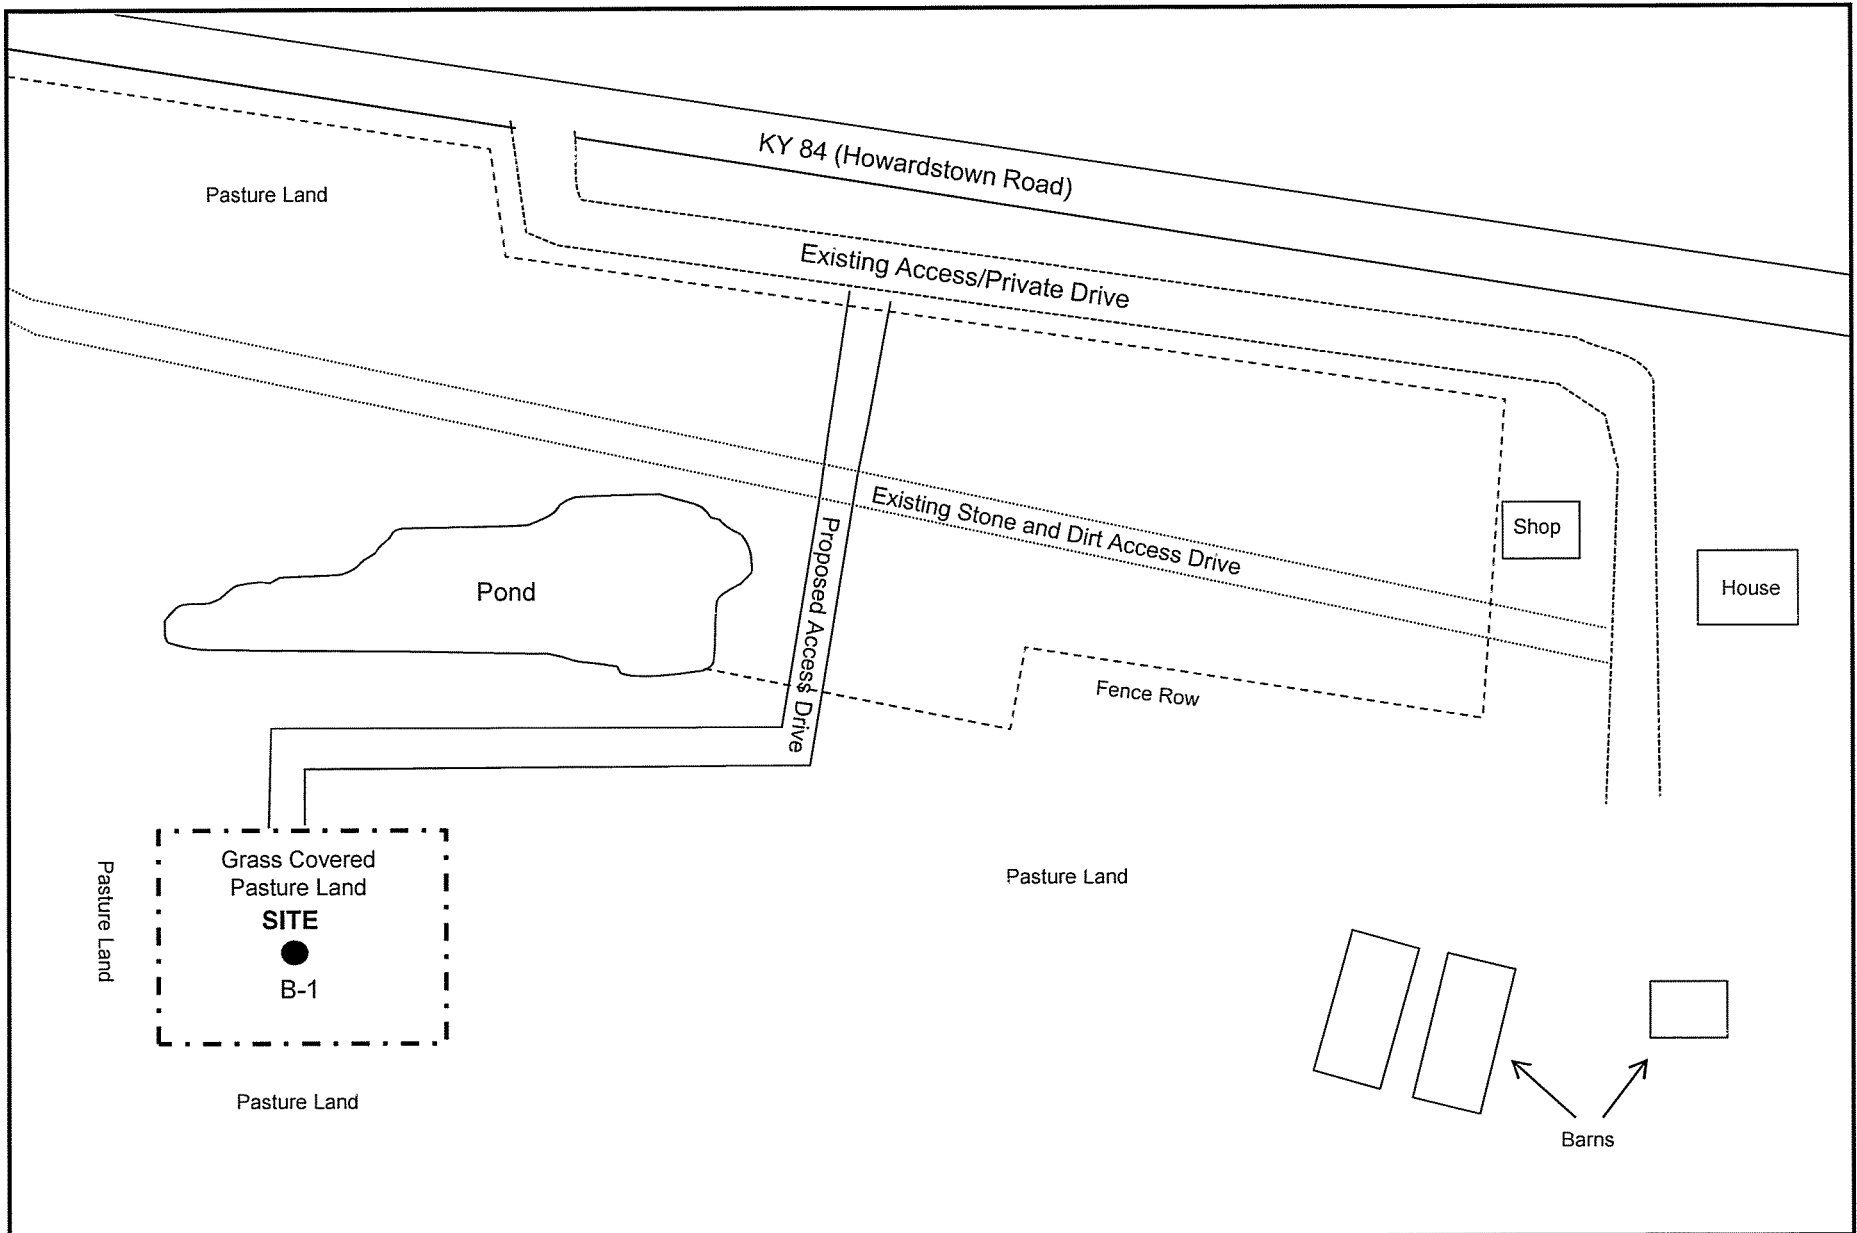 KY 84 (Howardstown Road)
Pasture Land
Existing Access/Private Drive
Existing Stone and Dirt Access Drive
Shop
House
Pond
Proposed Access Drive
Fence Row
Grass Covered
Pasture Land
SITE
B-1
Pasture Land
Pasture Land
Pasture Land
Barns